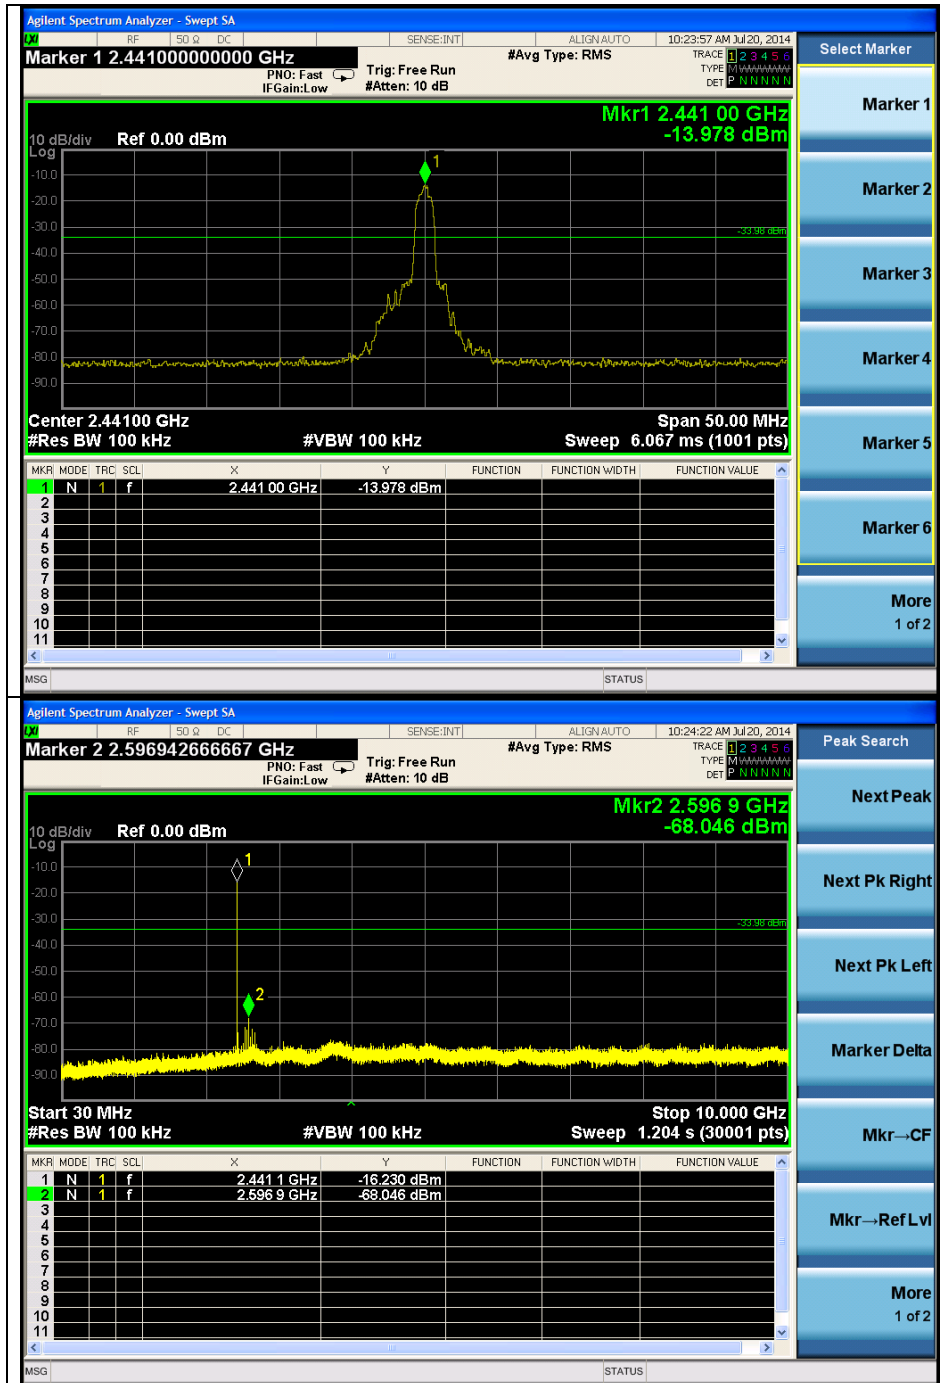 Agilent Spectrum Analyzer - Swept SA
LXI RF 50 Ω DC SENSE:INT ALIGN AUTO 10:23:57 AM Jul 20, 2014
Marker 1 2.441000000000 GHz #Avg Type: RMS TRACE 1 2 3 4 5 6
PNO: Fast Trig: Free Run TYPE M WWWWW
IFGain:Low #Atten: 10 dB DET P N N N N N
Mkr1 2.441 00 GHz
10 dB/div Ref 0.00 dBm -13.978 dBm
Log
1
-10.0
-20.0
-30.0
-33.98 dBm
-40.0
-50.0
-60.0
-70.0
-80.0
-90.0
Center 2.44100 GHz Span 50.00 MHz
#Res BW 100 kHz #VBW 100 kHz Sweep 6.067 ms (1001 pts)
MKR MODE TRC SCL X Y FUNCTION FUNCTION WIDTH FUNCTION VALUE
1 N 1 f 2.441 00 GHz -13.978 dBm
2
3
4
5
6
7
8
9
10
11
MSG STATUS
Select Marker
Marker 1
Marker 2
Marker 3
Marker 4
Marker 5
Marker 6
More
1 of 2
Agilent Spectrum Analyzer - Swept SA
LXI RF 50 Ω DC SENSE:INT ALIGN AUTO 10:24:22 AM Jul 20, 2014
Marker 2 2.596942666667 GHz #Avg Type: RMS TRACE 1 2 3 4 5 6
PNO: Fast Trig: Free Run TYPE M WWWWW
IFGain:Low #Atten: 10 dB DET P N N N N N
Mkr2 2.596 9 GHz
10 dB/div Ref 0.00 dBm -68.046 dBm
Log
1
-10.0
-20.0
-30.0
-33.98 dBm
-40.0
-50.0
-60.0
2
-70.0
-80.0
-90.0
Start 30 MHz Stop 10.000 GHz
#Res BW 100 kHz #VBW 100 kHz Sweep 1.204 s (30001 pts)
MKR MODE TRC SCL X Y FUNCTION FUNCTION WIDTH FUNCTION VALUE
1 N 1 f 2.441 1 GHz -16.230 dBm
2 N 1 f 2.596 9 GHz -68.046 dBm
3
4
5
6
7
8
9
10
11
MSG STATUS
Peak Search
Next Peak
Next Pk Right
Next Pk Left
Marker Delta
Mkr→CF
Mkr→Ref Lvl
More
1 of 2